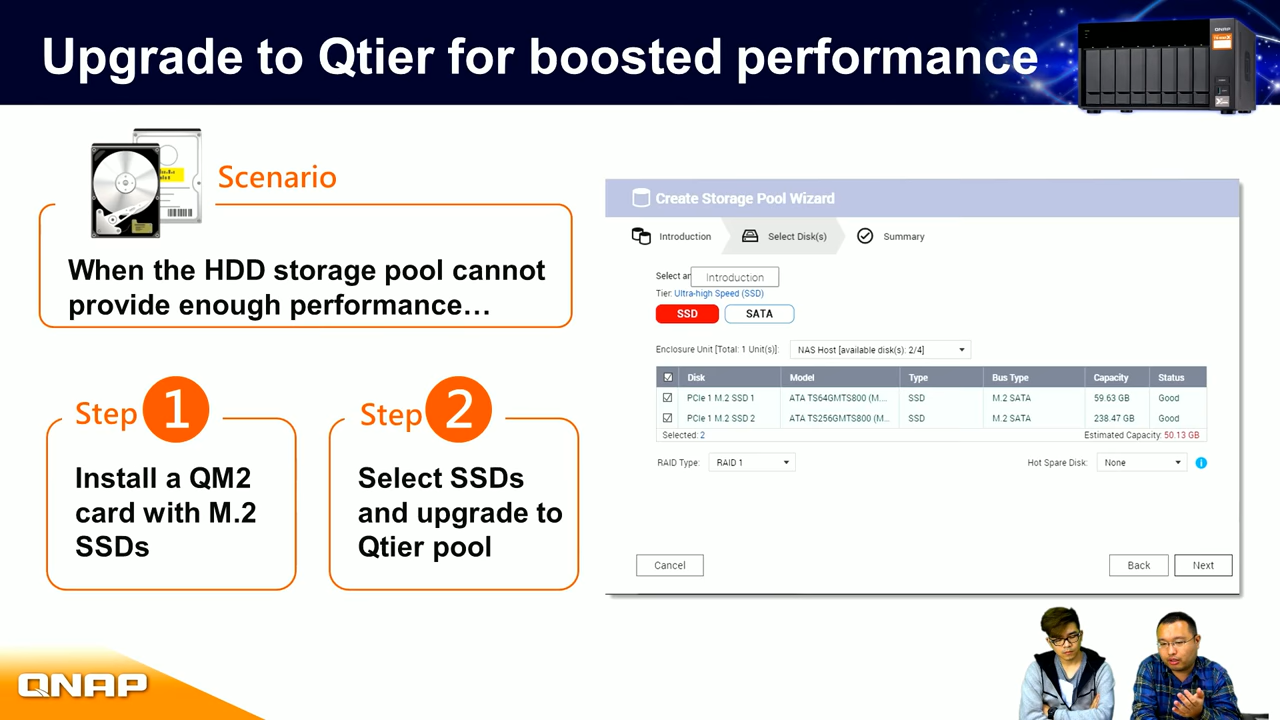 Upgrade to Qtier for boosted performance
QNAP
Scenario
When the HDD storage pool cannot
provide enough performance…
Step 1
Install a QM2
card with M.2
SSDs
Step 2
Select SSDs
and upgrade to
Qtier pool
Create Storage Pool Wizard
Introduction Select Disk(s) Summary
Select an
Introduction
Tier: Ultra-high Speed (SSD)
SSD SATA
Enclosure Unit [Total: 1 Unit(s)]: NAS Host [available disk(s): 2/4]
Disk Model Type Bus Type Capacity Status
PCIe 1 M.2 SSD 1 ATA TS64GMTS800 (M... SSD M.2 SATA 59.63 GB Good
PCIe 1 M.2 SSD 2 ATA TS256GMTS800 (M... SSD M.2 SATA 238.47 GB Good
Selected: 2 Estimated Capacity: 50.13 GB
RAID Type: RAID 1 Hot Spare Disk: None
Cancel Back Next
QNAP